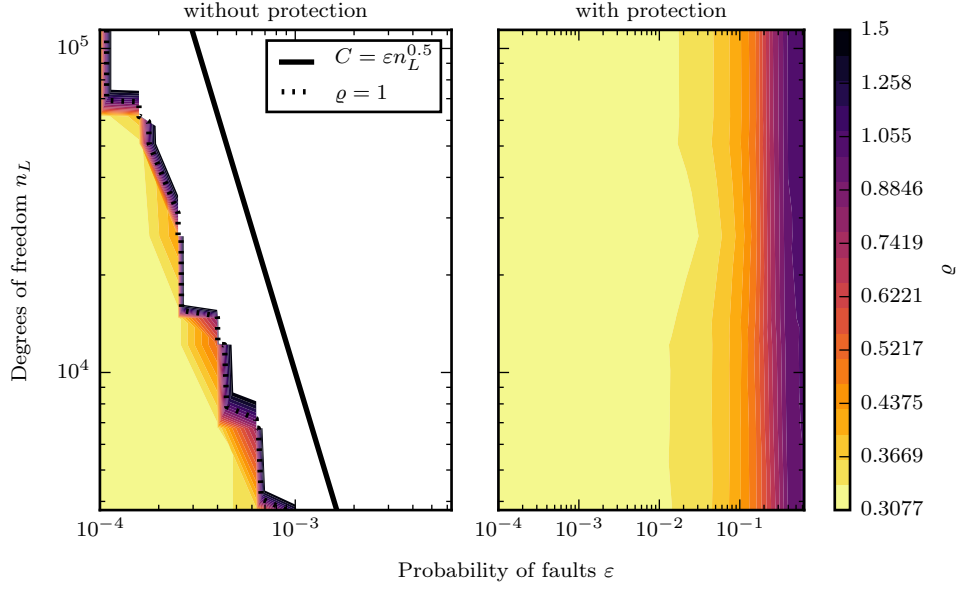 without protection
with protection
C = εn_L^{0.5}
ϱ = 1
10^5
10^4
Degrees of freedom n_L
10^{−4}
10^{−3}
10^{−4}
10^{−3}
10^{−2}
10^{−1}
Probability of faults ε
1.5
1.258
1.055
0.8846
0.7419
0.6221
0.5217
0.4375
0.3669
0.3077
ϱ